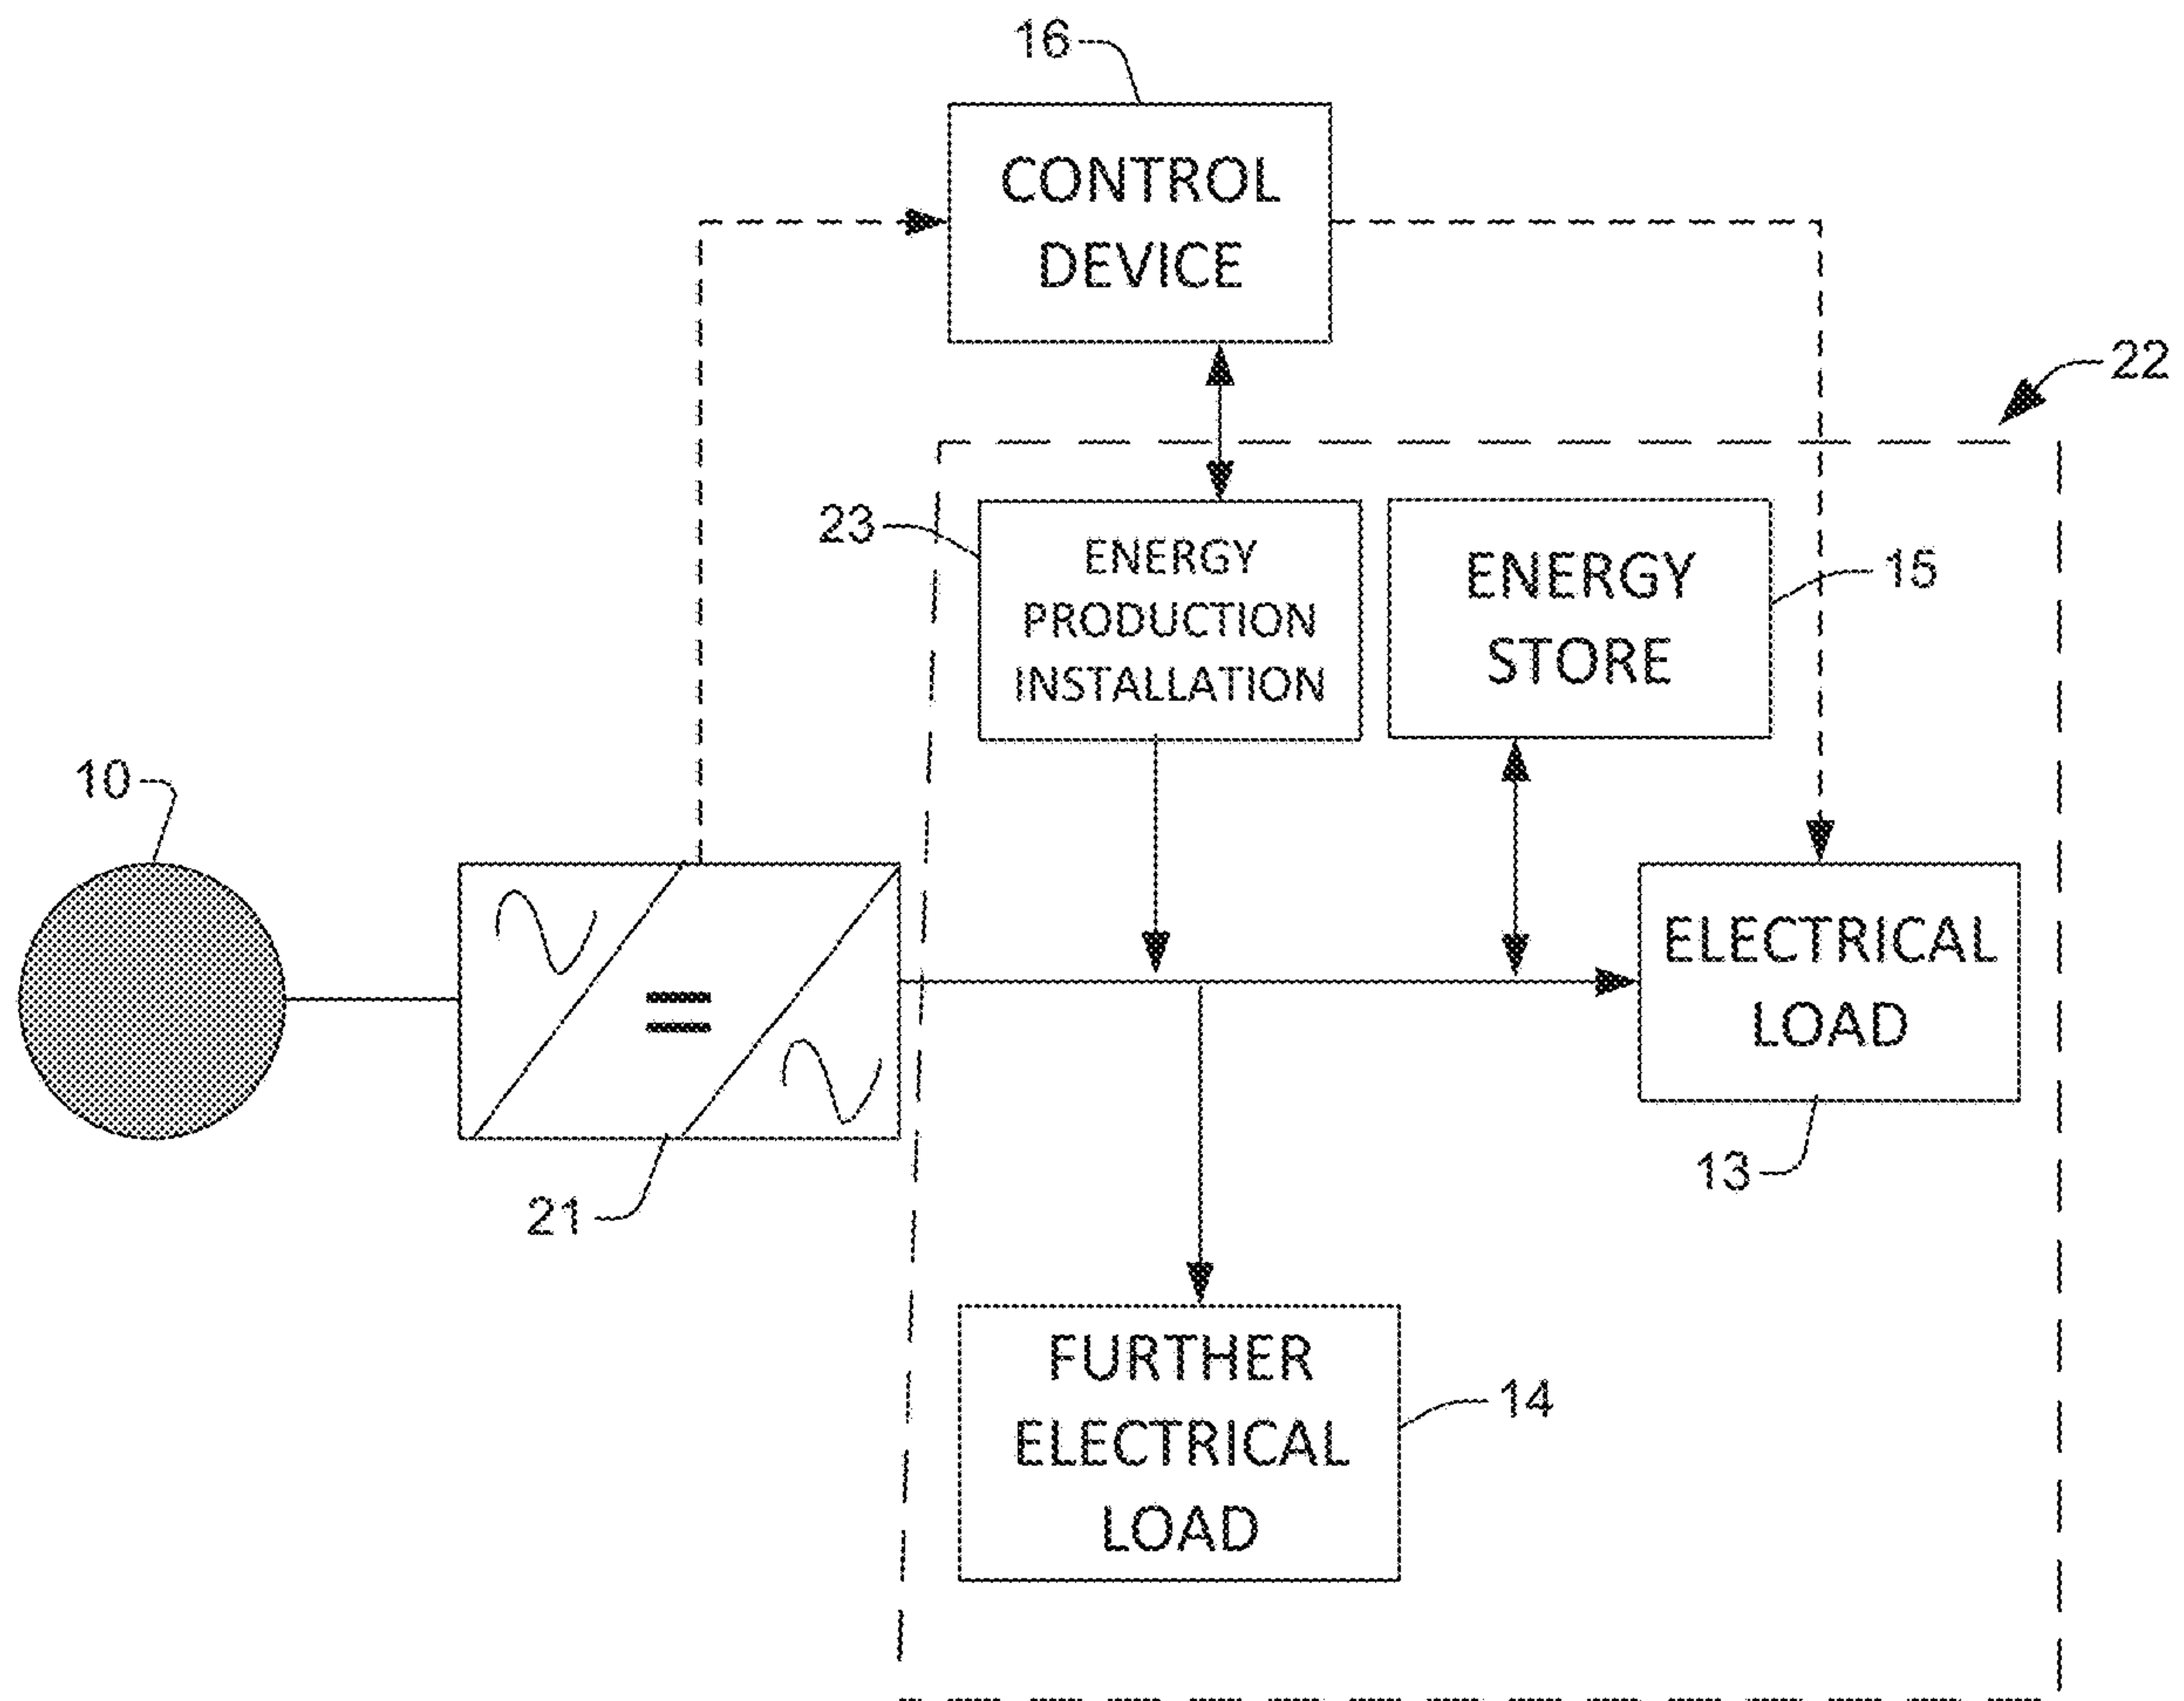 16
CONTROL
DEVICE
22
23
ENERGY
PRODUCTION
INSTALLATION
ENERGY
STORE
15
10
=
ELECTRICAL
LOAD
13
21
FURTHER
ELECTRICAL
LOAD
14